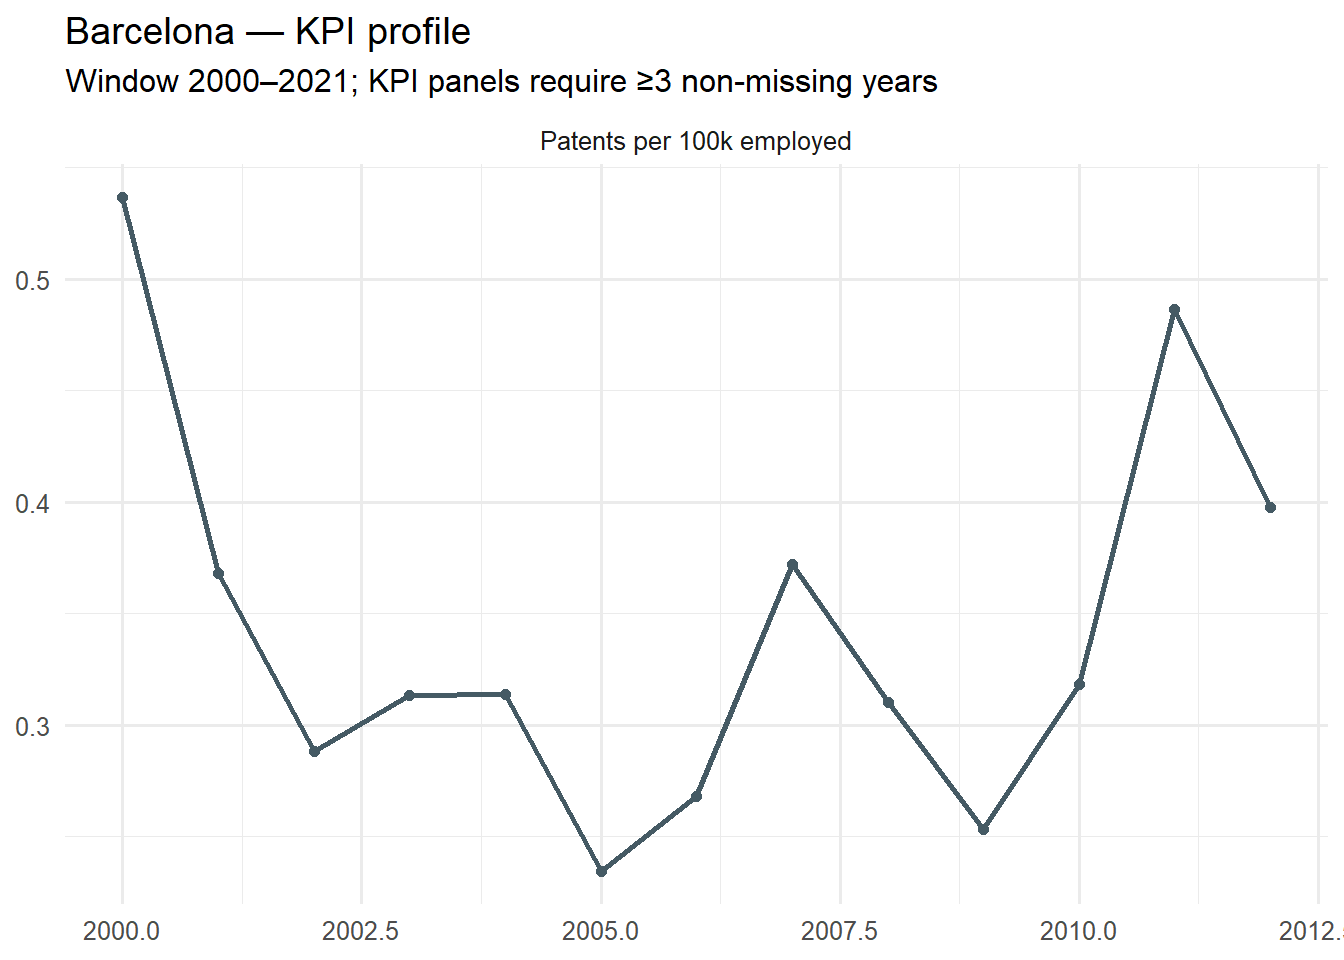 Barcelona — KPI profile
Window 2000–2021; KPI panels require ≥3 non-missing years
Patents per 100k employed
0.5
0.4
0.3
2000.0 2002.5 2005.0 2007.5 2010.0 2012.